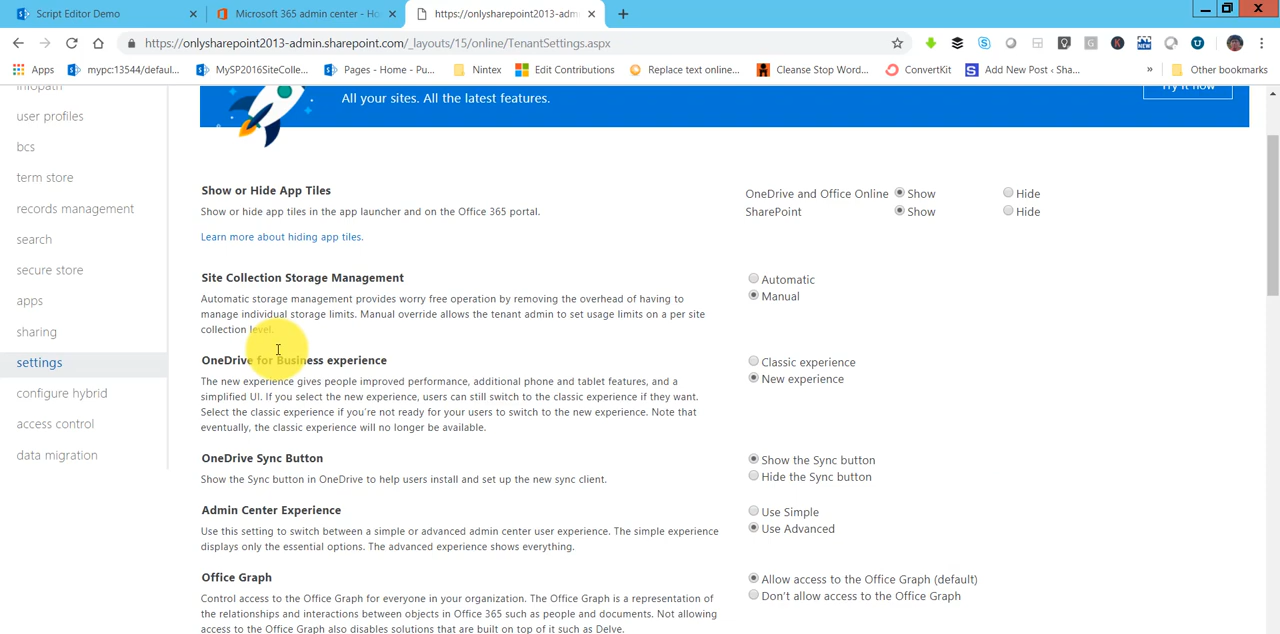 Script Editor Demo
Microsoft 365 admin center - Ho
https://onlysharepoint2013-adm
https://onlysharepoint2013-admin.sharepoint.com/_layouts/15/online/TenantSettings.aspx
Apps
mypc:13544/defaul...
MySP2016SiteColle...
Pages - Home - Pu...
Nintex
Edit Contributions
Replace text online...
Cleanse Stop Word...
ConvertKit
Add New Post ‹ Sha...
»
Other bookmarks
infopath
user profiles
bcs
term store
records management
search
secure store
apps
sharing
settings
configure hybrid
access control
data migration
All your sites. All the latest features.
Try it now
Show or Hide App Tiles
Show or hide app tiles in the app launcher and on the Office 365 portal.
Learn more about hiding app tiles.
OneDrive and Office Online Show Hide
SharePoint Show Hide
Site Collection Storage Management
Automatic storage management provides worry free operation by removing the overhead of having to
manage individual storage limits. Manual override allows the tenant admin to set usage limits on a per site
collection level.
Automatic
Manual
OneDrive for Business experience
The new experience gives people improved performance, additional phone and tablet features, and a
simplified UI. If you select the new experience, users can still switch to the classic experience if they want.
Select the classic experience if you're not ready for your users to switch to the new experience. Note that
eventually, the classic experience will no longer be available.
Classic experience
New experience
OneDrive Sync Button
Show the Sync button in OneDrive to help users install and set up the new sync client.
Show the Sync button
Hide the Sync button
Admin Center Experience
Use this setting to switch between a simple or advanced admin center user experience. The simple experience
displays only the essential options. The advanced experience shows everything.
Use Simple
Use Advanced
Office Graph
Control access to the Office Graph for everyone in your organization. The Office Graph is a representation of
the relationships and interactions between objects in Office 365 such as people and documents. Not allowing
access to the Office Graph also disables solutions that are built on top of it such as Delve.
Allow access to the Office Graph (default)
Don't allow access to the Office Graph